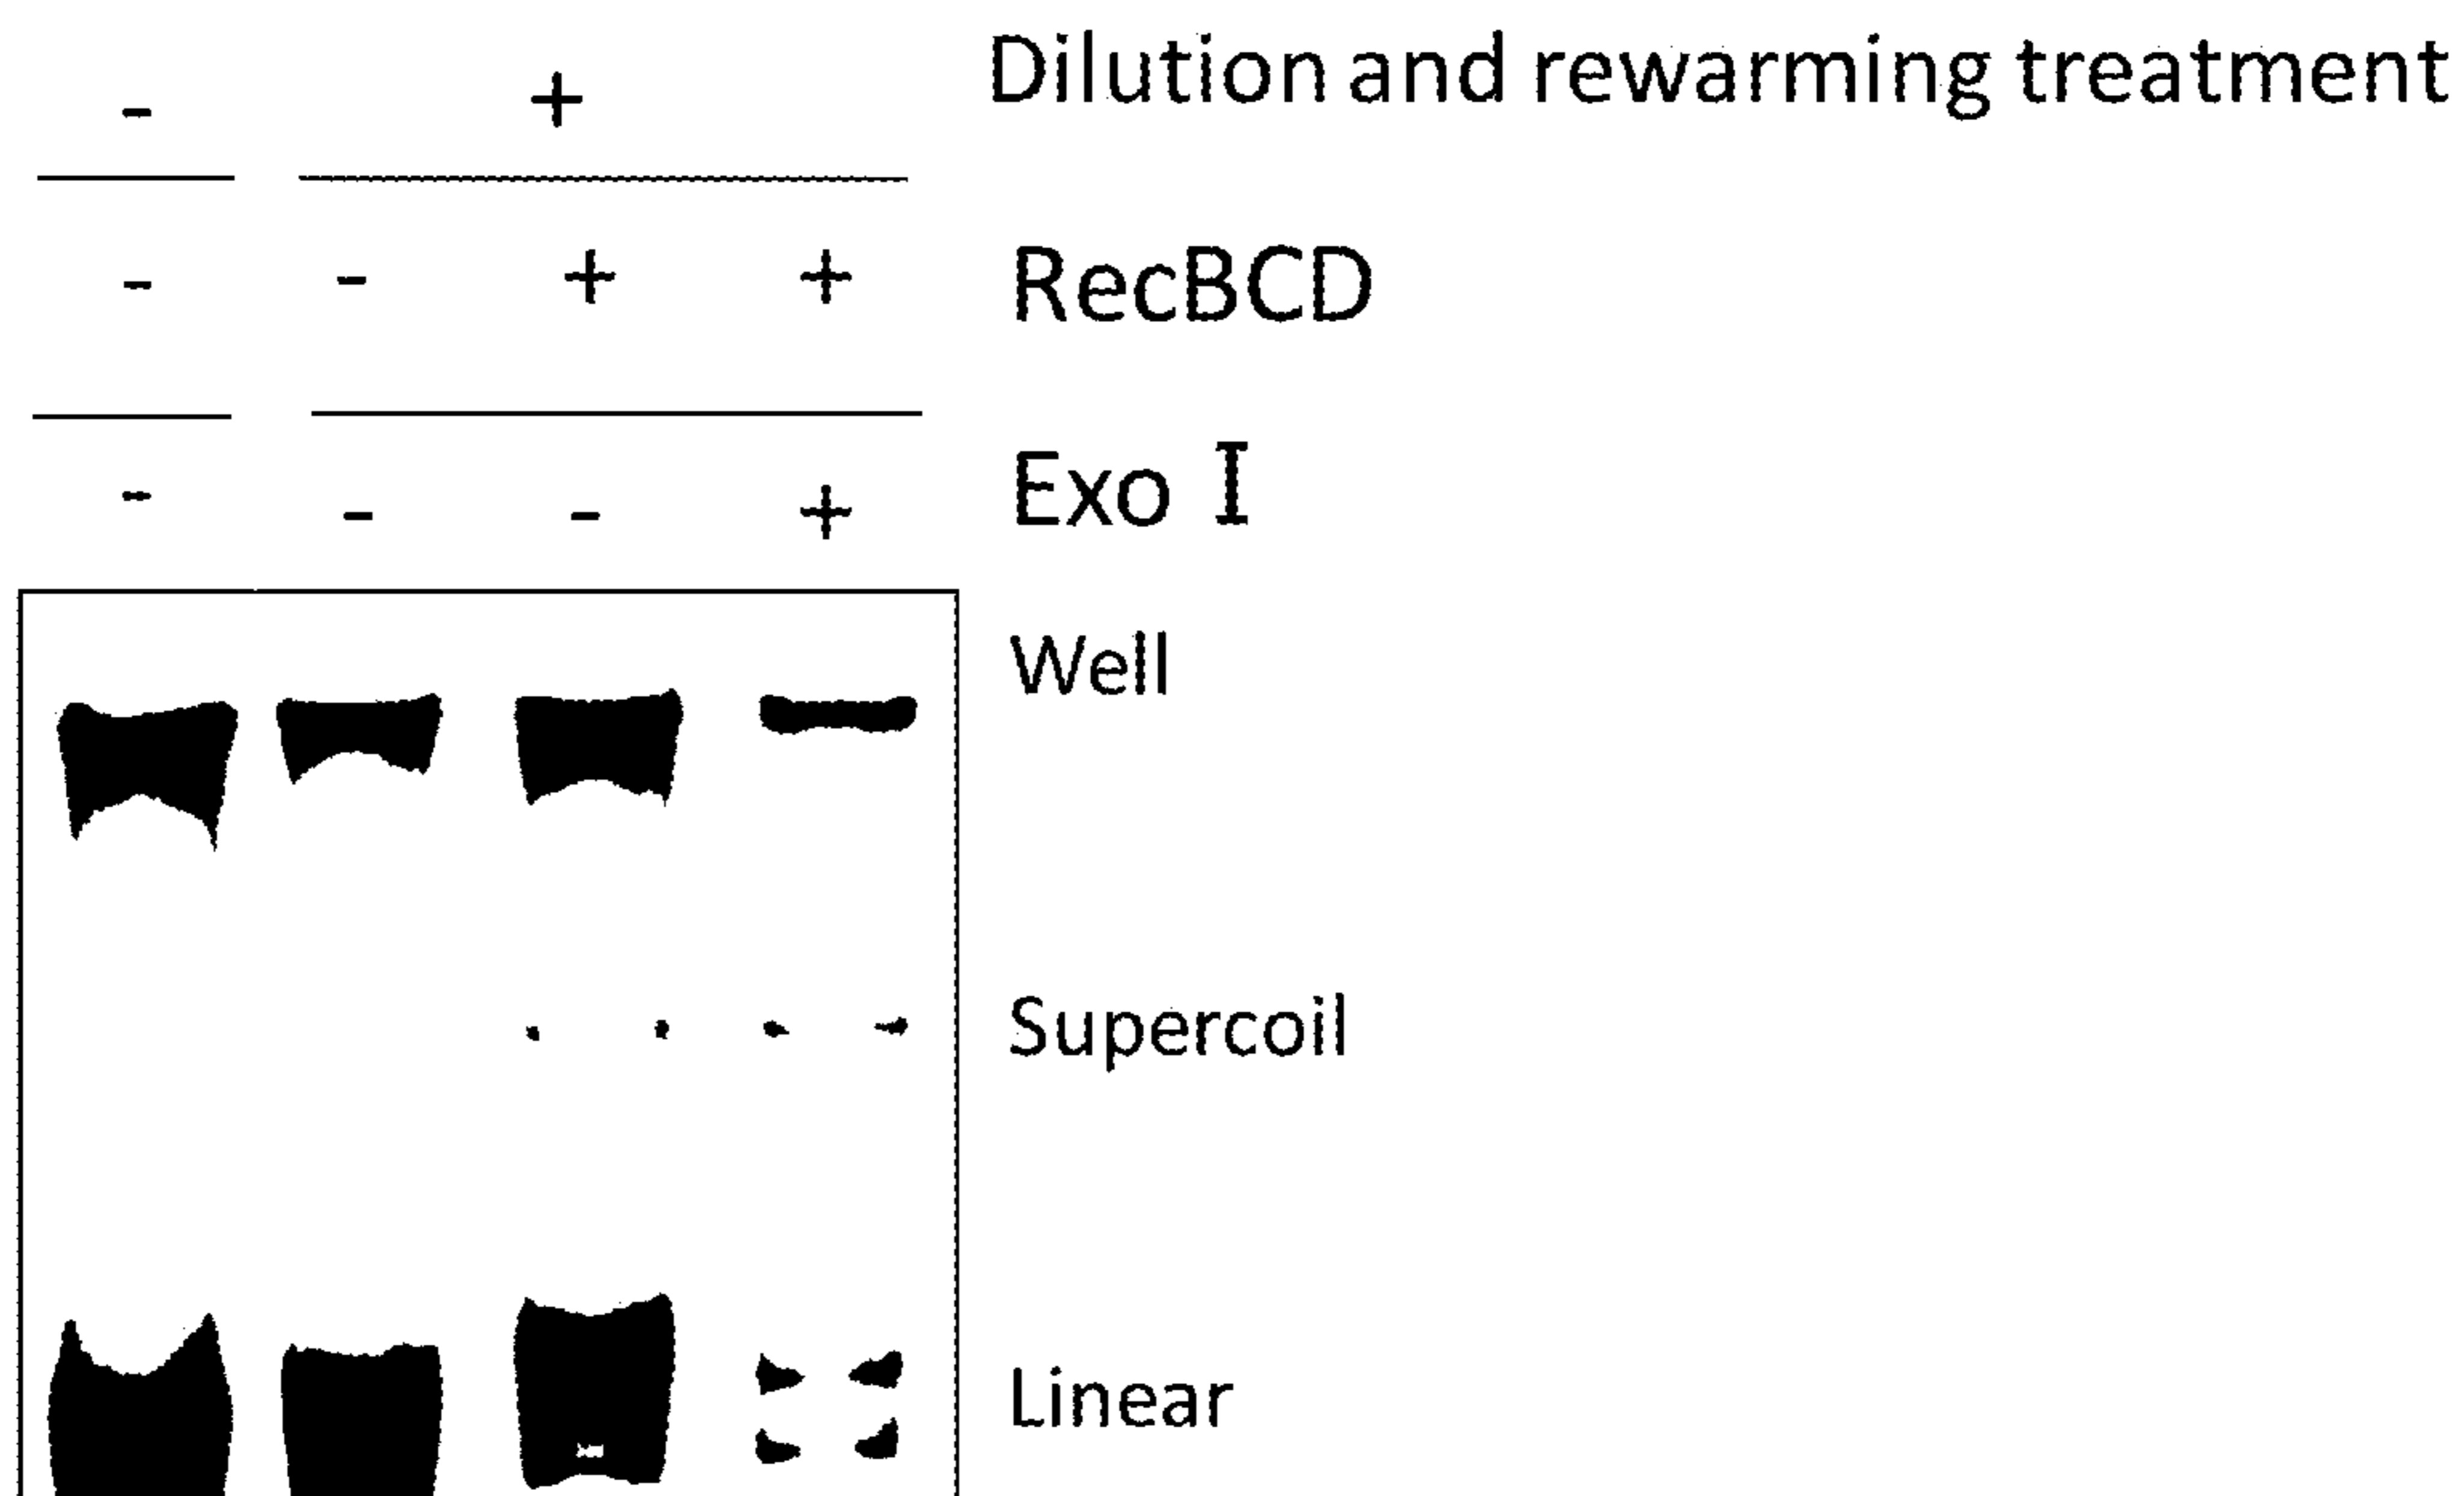 - + Dilution and rewarming treatment
- - + + RecBCD
- - - + Exo I
Well
Supercoil
Linear